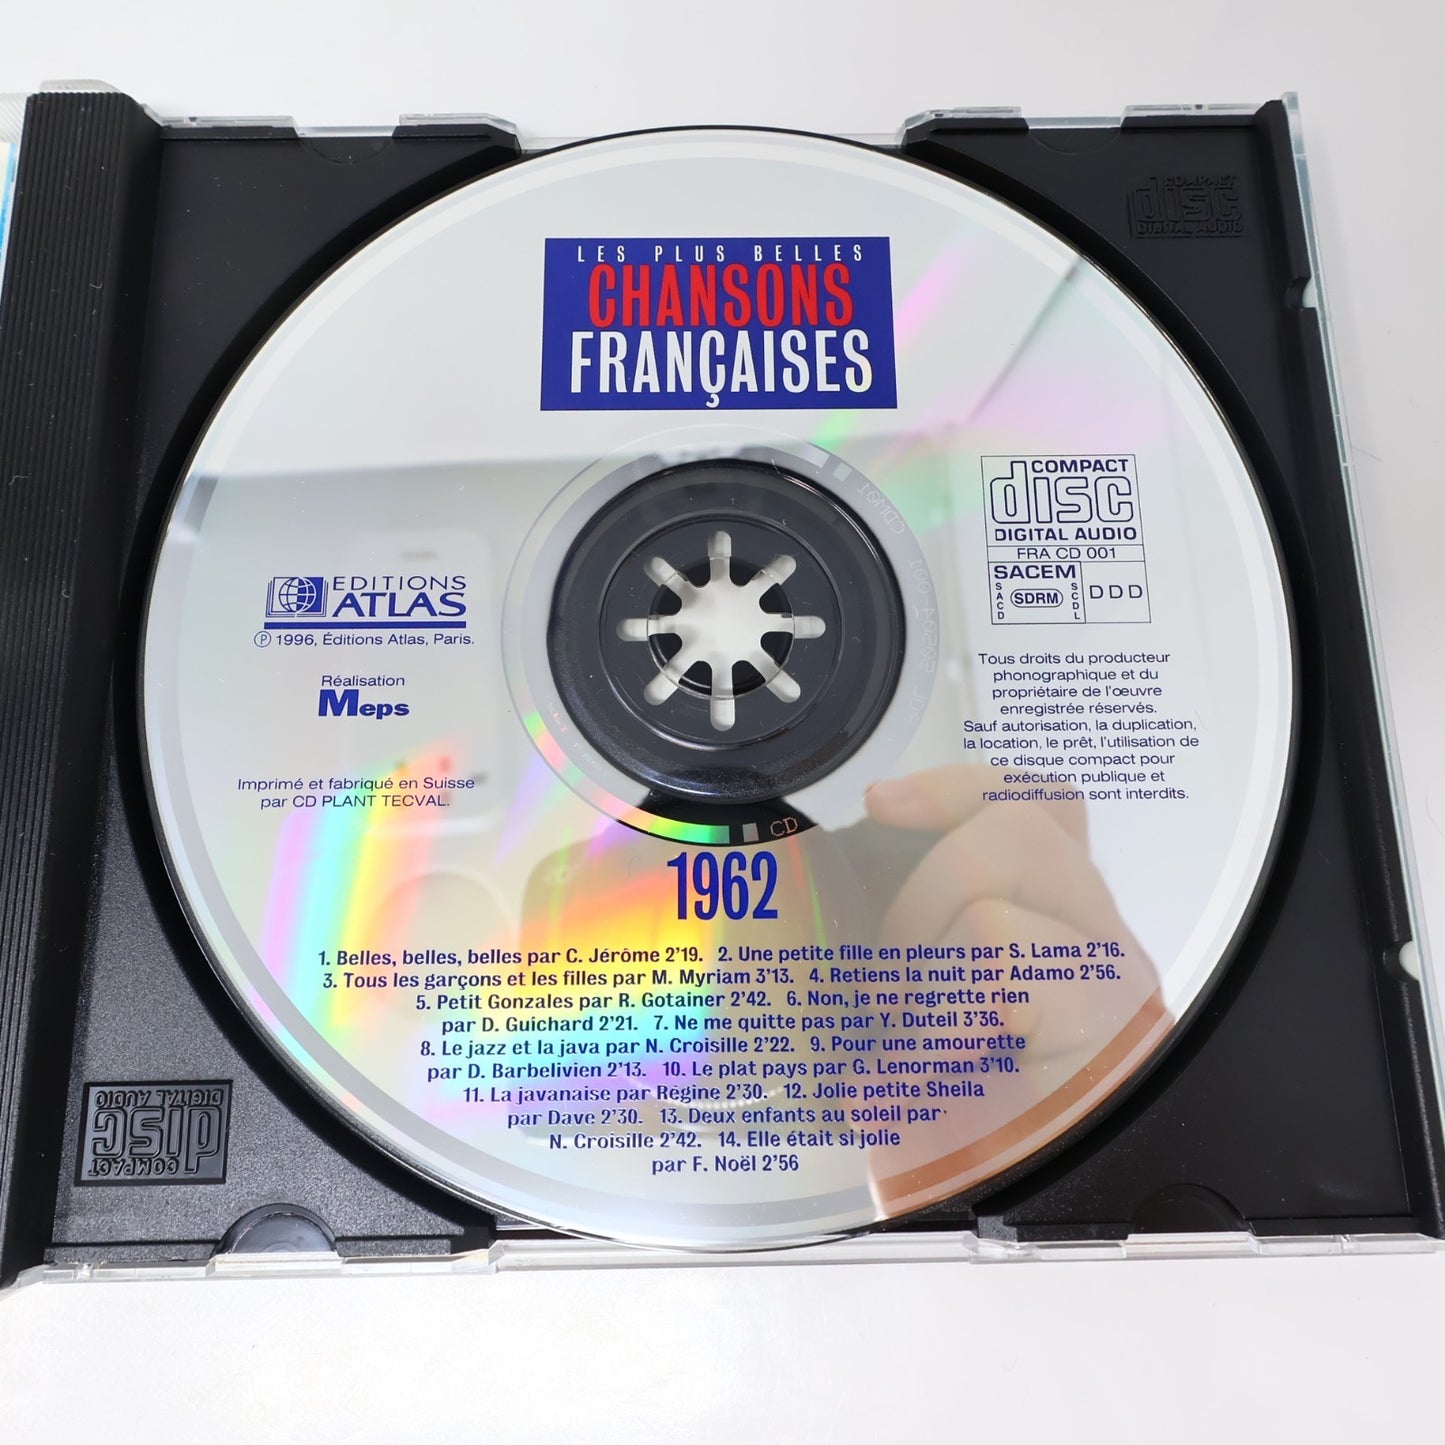 LES PLUS BELLES
CHANSONS
FRANÇAISES
COMPACT
disc
DIGITAL AUDIO
COMPACT
disc
DIGITAL AUDIO
FRA CD 001
SACEM
SACD
SDRM
SCDL
DDD
EDITIONS
ATLAS
Ⓟ 1996, Éditions Atlas, Paris.
Réalisation
Meps
Imprimé et fabriqué en Suisse
par CD PLANT TECVAL.
Tous droits du producteur
phonographique et du
propriétaire de l'œuvre
enregistrée réservés.
Sauf autorisation, la duplication,
la location, le prêt, l'utilisation de
ce disque compact pour
exécution publique et
radiodiffusion sont interdits.
CD
1962
1. Belles, belles, belles par C. Jérôme 2'19. 2. Une petite fille en pleurs par S. Lama 2'16.
3. Tous les garçons et les filles par M. Myriam 3'13. 4. Retiens la nuit par Adamo 2'56.
5. Petit Gonzales par R. Gotainer 2'42. 6. Non, je ne regrette rien
par D. Guichard 2'21. 7. Ne me quitte pas par Y. Duteil 3'36.
8. Le jazz et la java par N. Croisille 2'22. 9. Pour une amourette
par D. Barbelivien 2'13. 10. Le plat pays par G. Lenorman 3'10.
11. La javanaise par Régine 2'30. 12. Jolie petite Sheila
par Dave 2'30. 13. Deux enfants au soleil par
N. Croisille 2'42. 14. Elle était si jolie
par F. Noël 2'56
COMPACT
disc
DIGITAL AUDIO